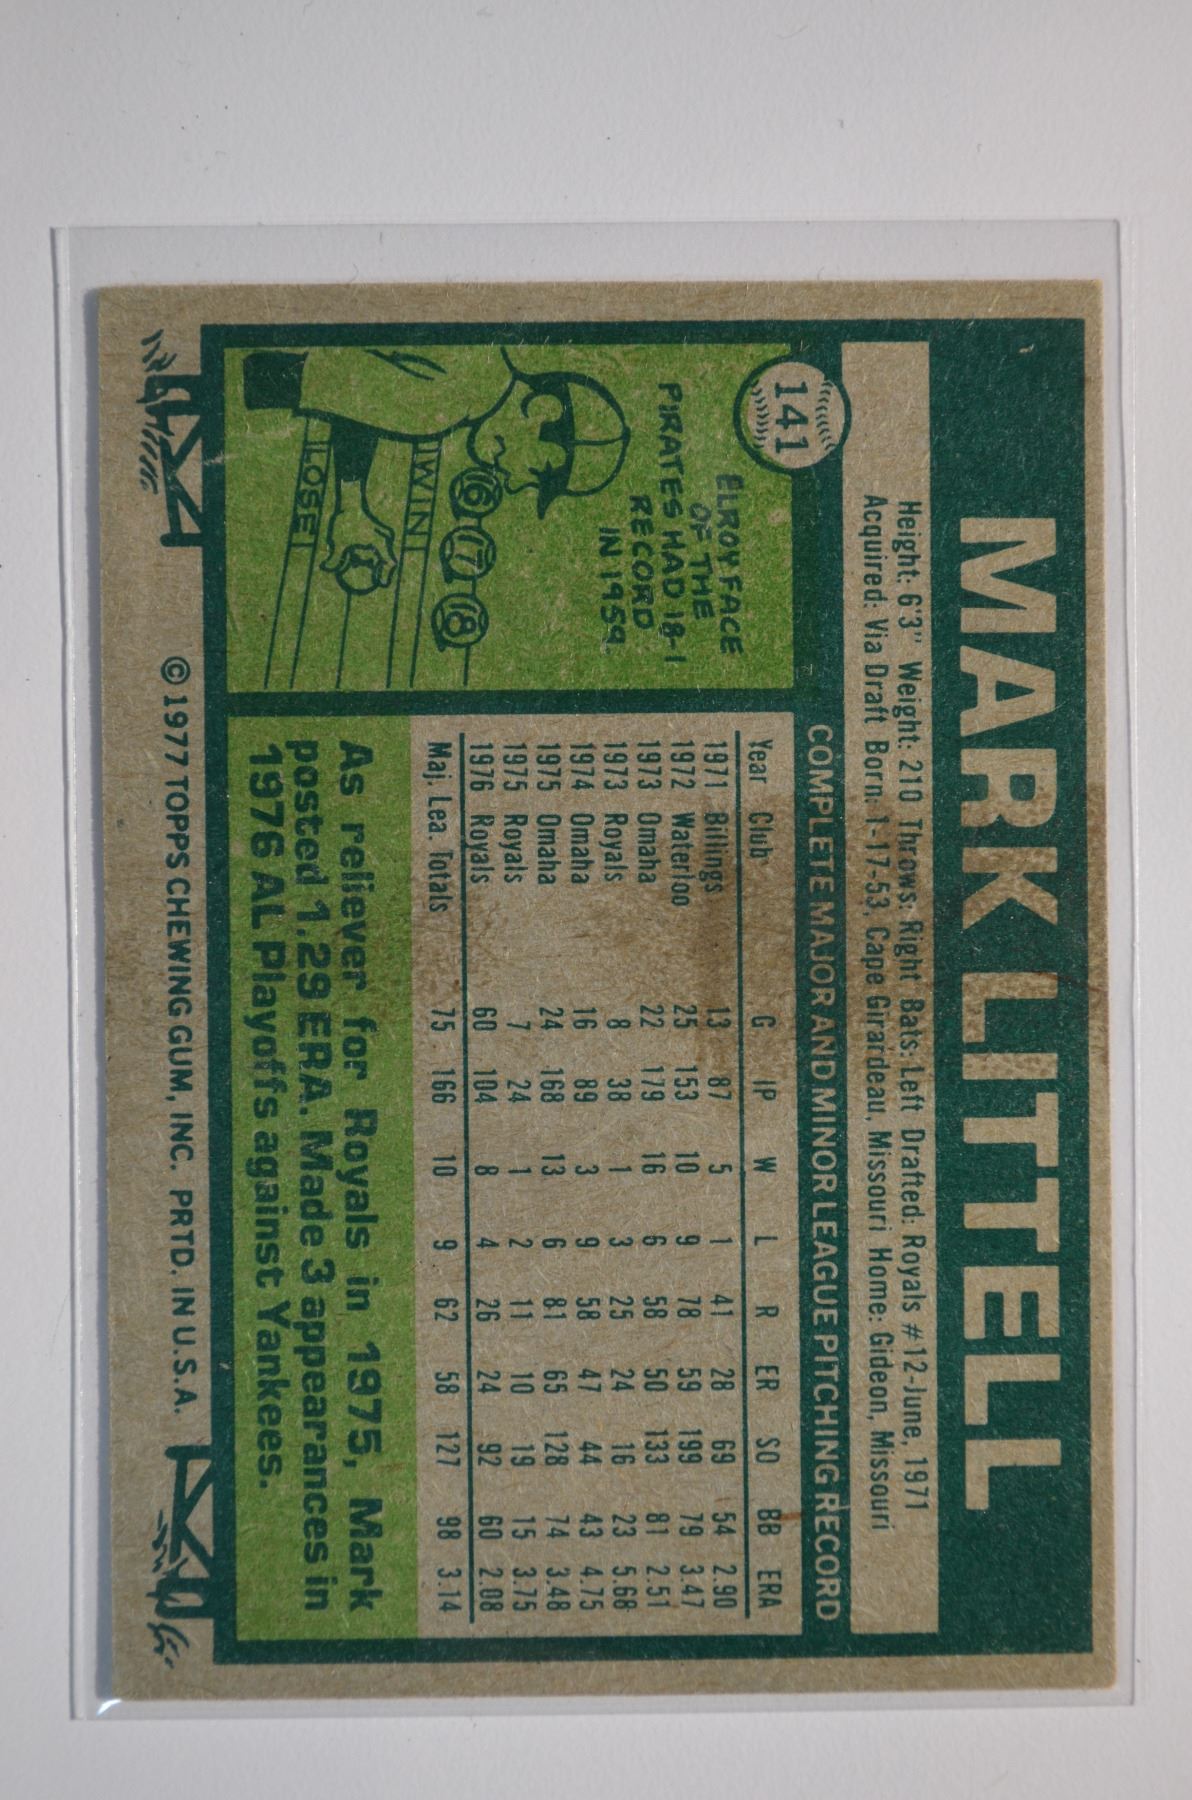 MARK LITTELL
Height: 6'3" Weight: 210 Throws: Right Bats: Left Drafted: Royals #12-June, 1971
Acquired: Via Draft Born: 1-17-53, Cape Girardeau, Missouri Home: Gideon, Missouri
141
ELROY FACE
OF THE
PIRATES HAD 18-1
RECORD
IN 1959
16 17 18
WIN
LOSE
COMPLETE MAJOR AND MINOR LEAGUE PITCHING RECORD
Year Club G IP W L R ER SO BB ERA
1971 Billings 13 87 5 1 41 28 69 54 2.90
1972 Waterloo 25 153 10 9 78 59 199 79 3.47
1973 Omaha 22 179 16 6 58 50 133 81 2.51
1973 Royals 8 38 1 3 25 24 16 23 5.68
1974 Omaha 16 89 3 9 58 47 44 43 4.75
1975 Omaha 24 168 13 6 81 65 128 74 3.48
1975 Royals 7 24 1 2 11 10 19 15 3.75
1976 Royals 60 104 8 4 26 24 92 60 2.08
Maj. Lea. Totals 75 166 10 9 62 58 127 98 3.14
As reliever for Royals in 1975, Mark
posted 1.29 ERA. Made 3 appearances in
1976 AL Playoffs against Yankees.
©1977 TOPPS CHEWING GUM, INC. PRTD. IN U.S.A.